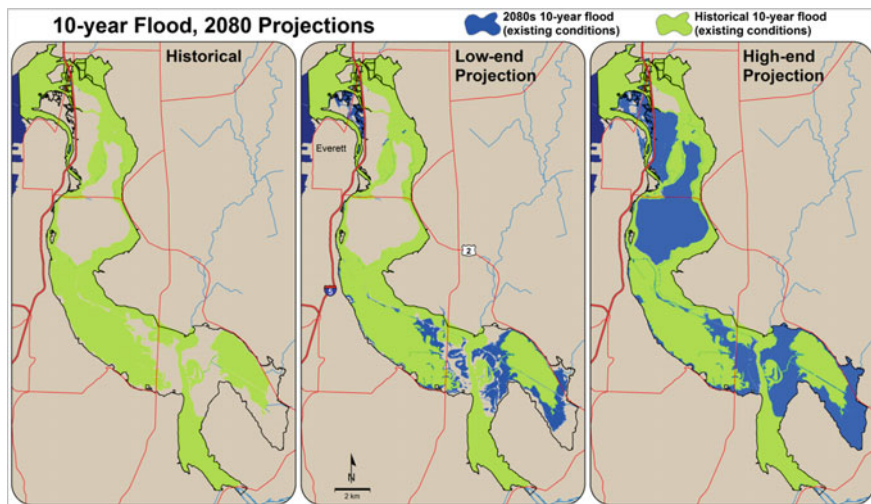 10-year Flood, 2080 Projections
2080s 10-year flood
(existing conditions)
Historical 10-year flood
(existing conditions)
Historical
Low-end
Projection
High-end
Projection
Everett
2
5
N
2 km